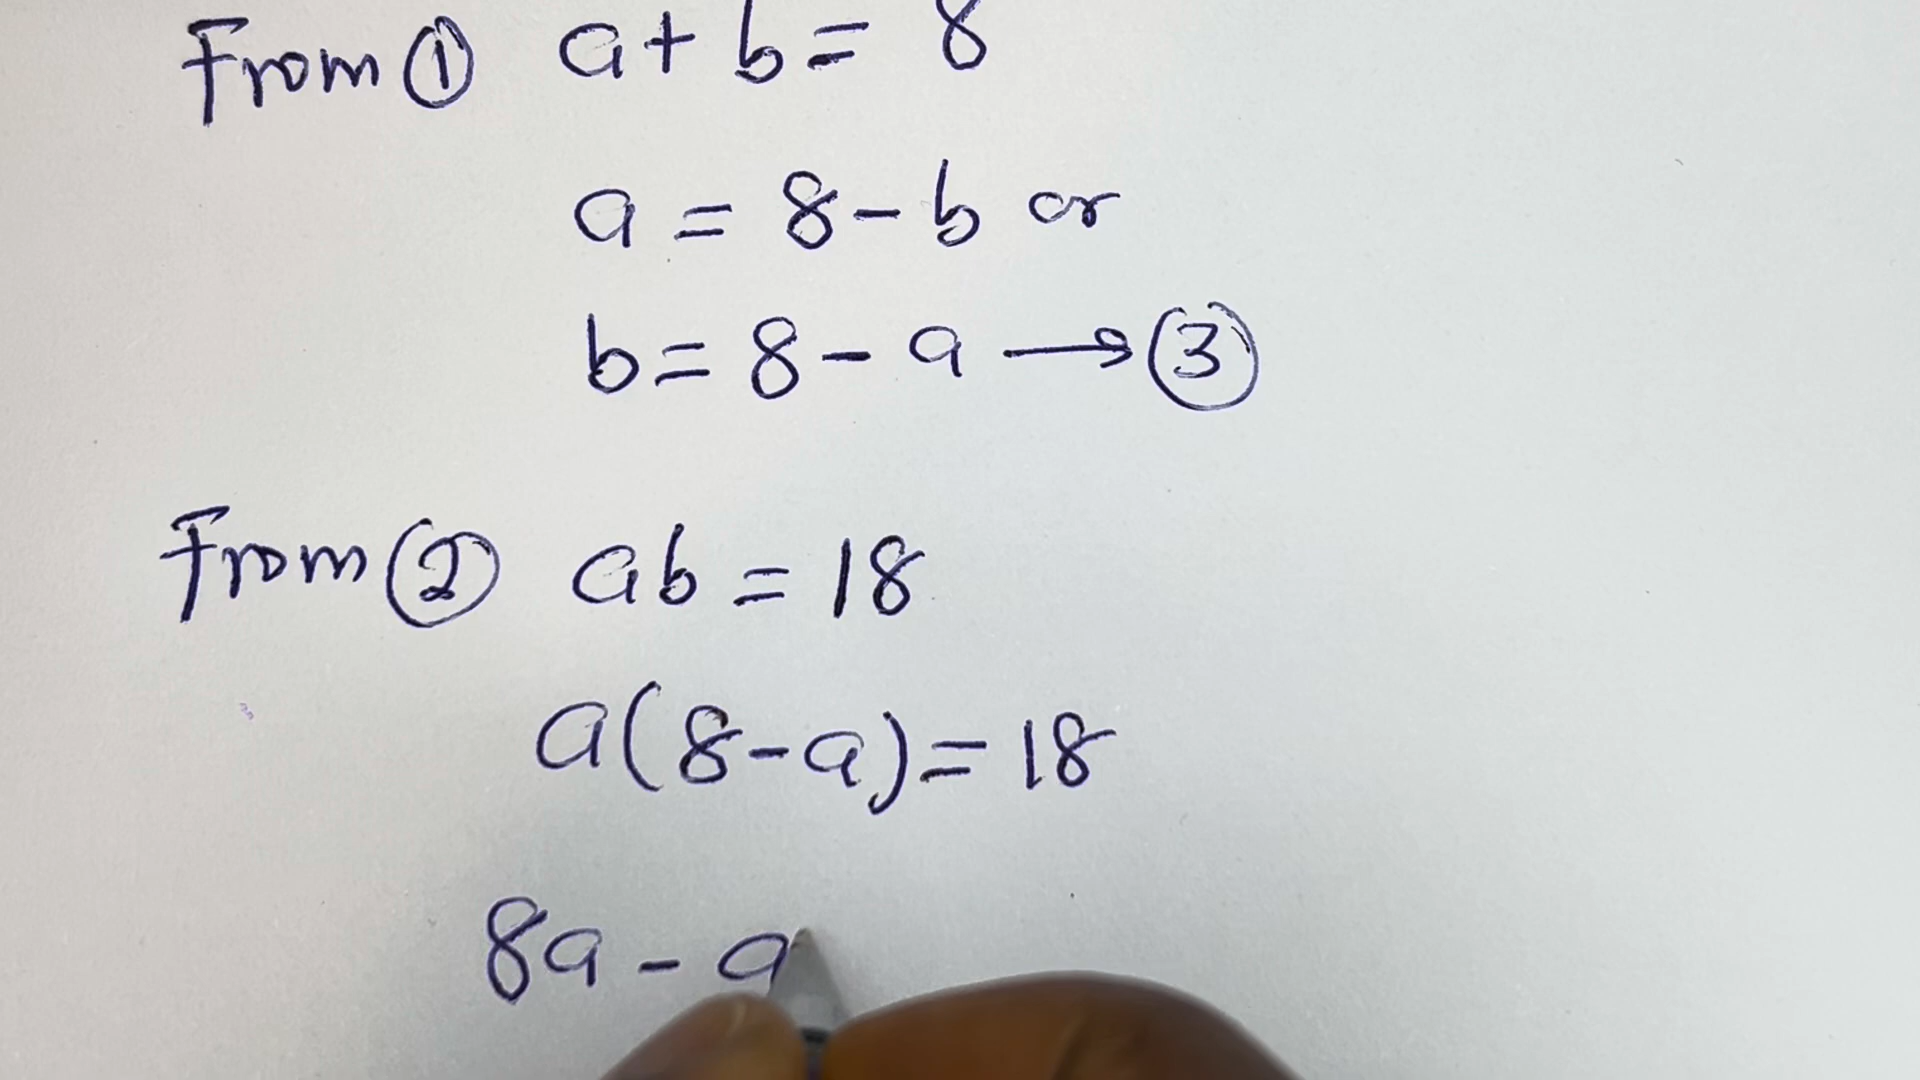 From ① a + b = 8
a = 8 - b or
b = 8 - a → ③
From ② ab = 18
a(8-a) = 18
8a - a